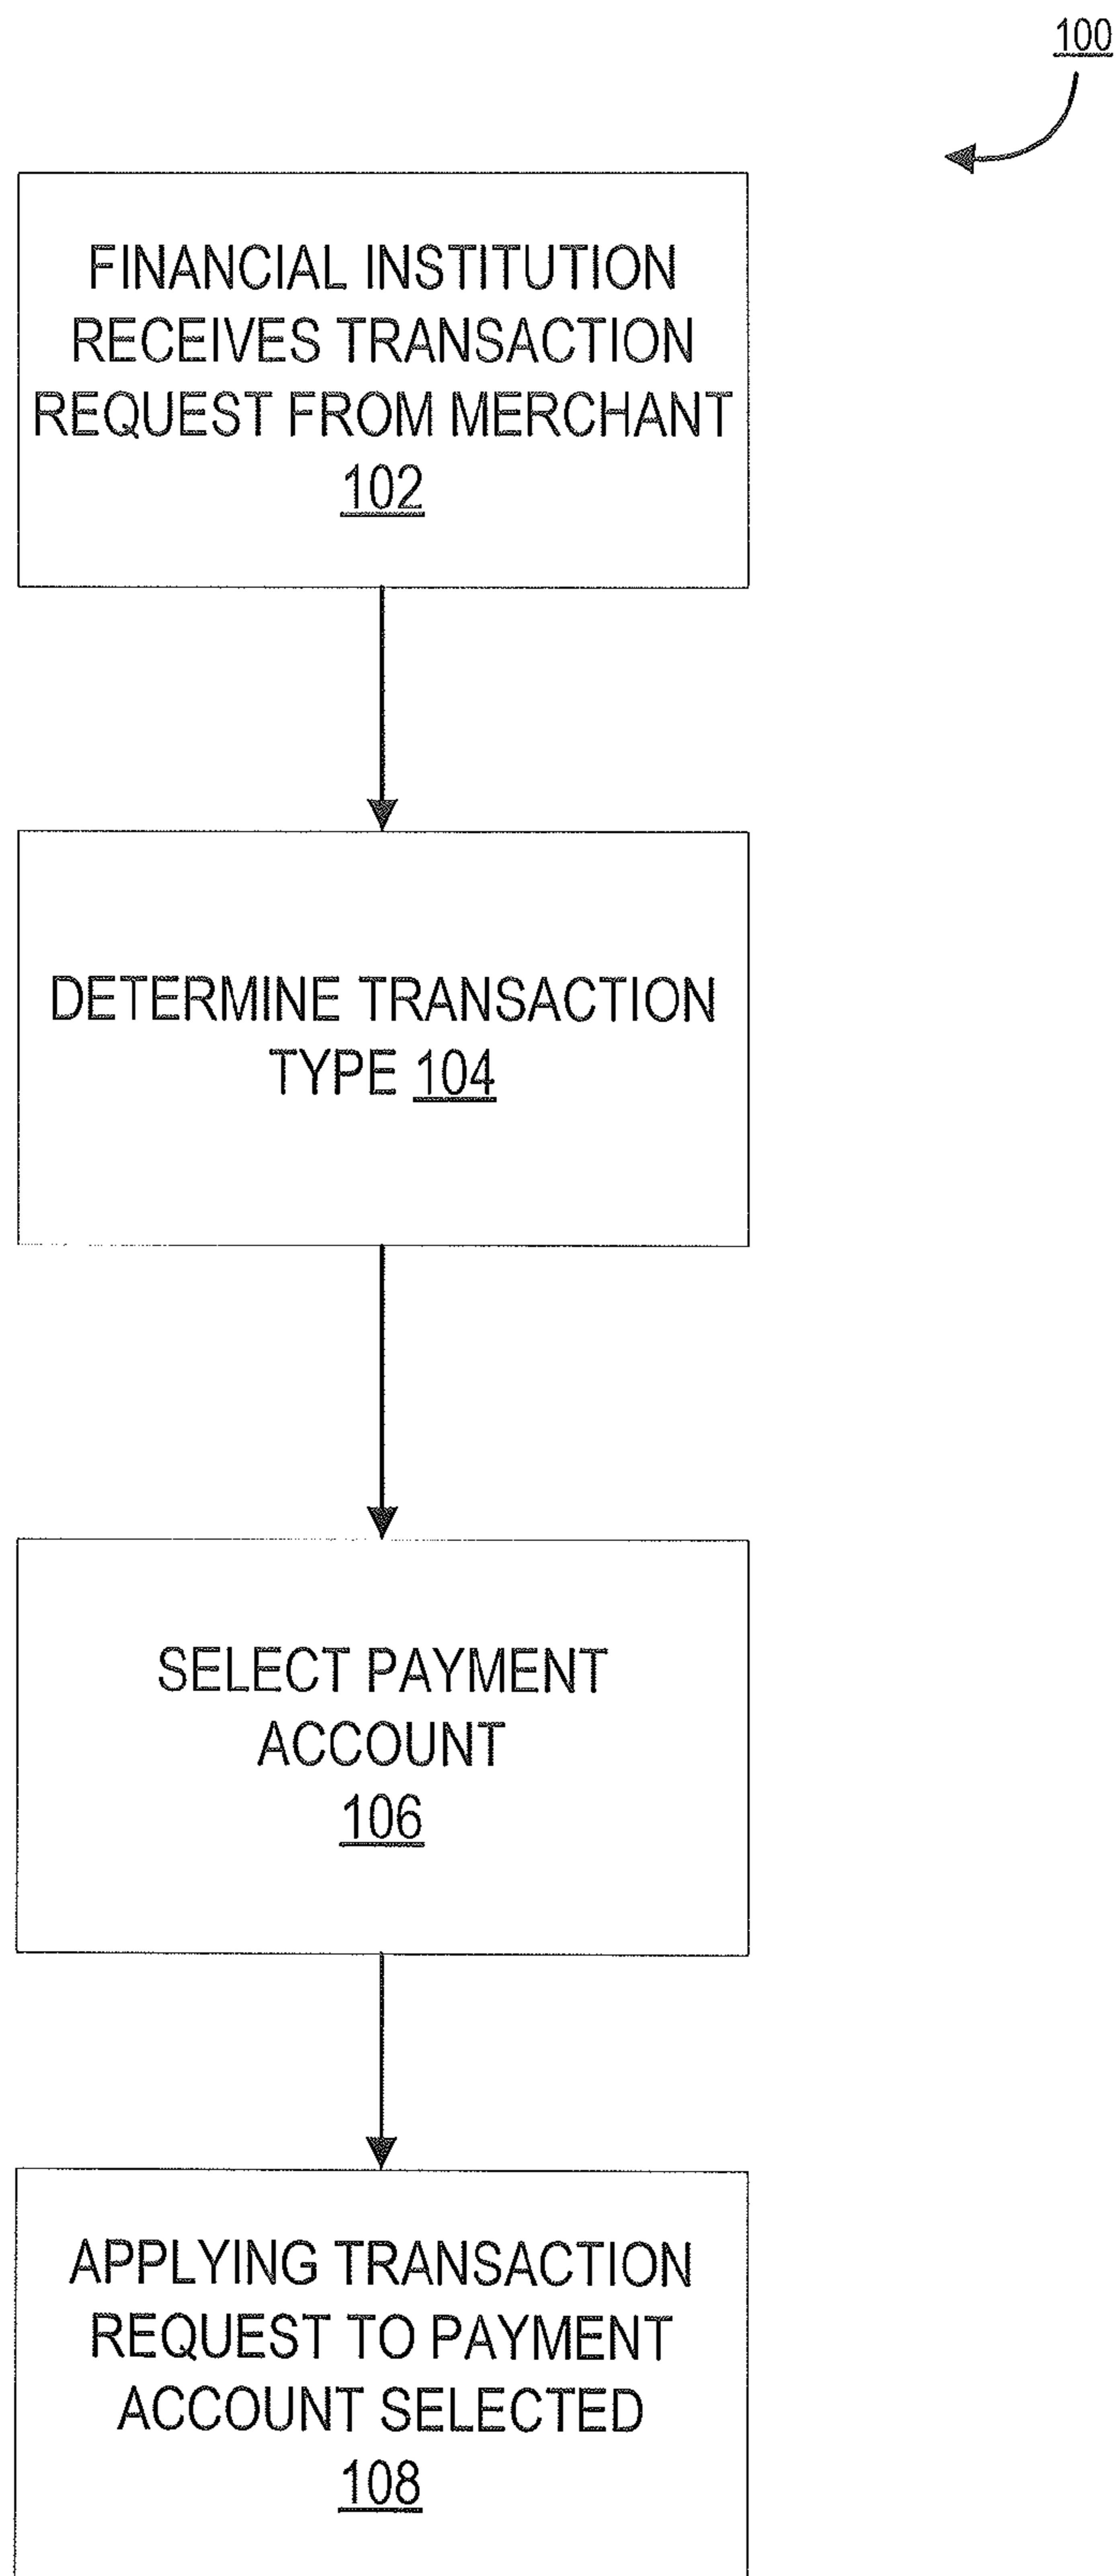 100
FINANCIAL INSTITUTION
RECEIVES TRANSACTION
REQUEST FROM MERCHANT
102
DETERMINE TRANSACTION
TYPE 104
SELECT PAYMENT
ACCOUNT
106
APPLYING TRANSACTION
REQUEST TO PAYMENT
ACCOUNT SELECTED
108